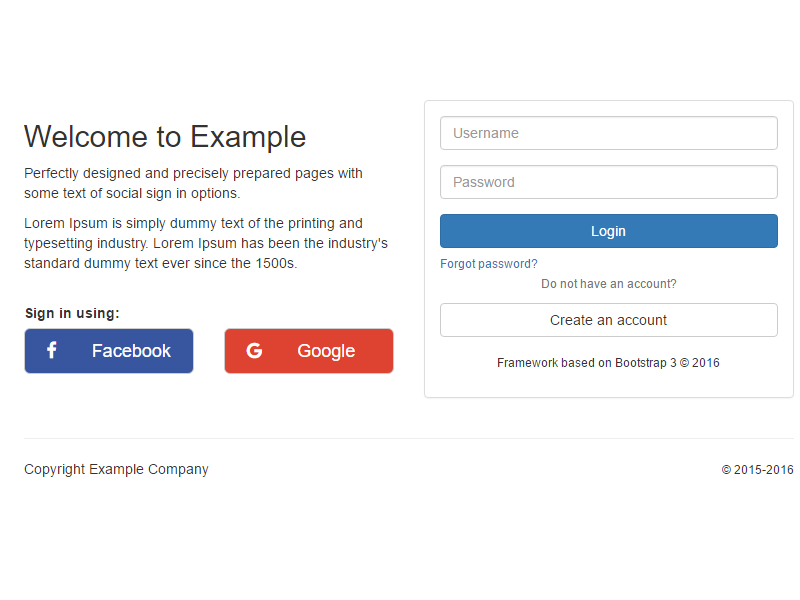 Welcome to Example
Perfectly designed and precisely prepared pages with
some text of social sign in options.
Lorem Ipsum is simply dummy text of the printing and
typesetting industry. Lorem Ipsum has been the industry's
standard dummy text ever since the 1500s.
Sign in using:
Facebook
Google
Username
Password
Login
Forgot password?
Do not have an account?
Create an account
Framework based on Bootstrap 3 © 2016
Copyright Example Company
© 2015-2016